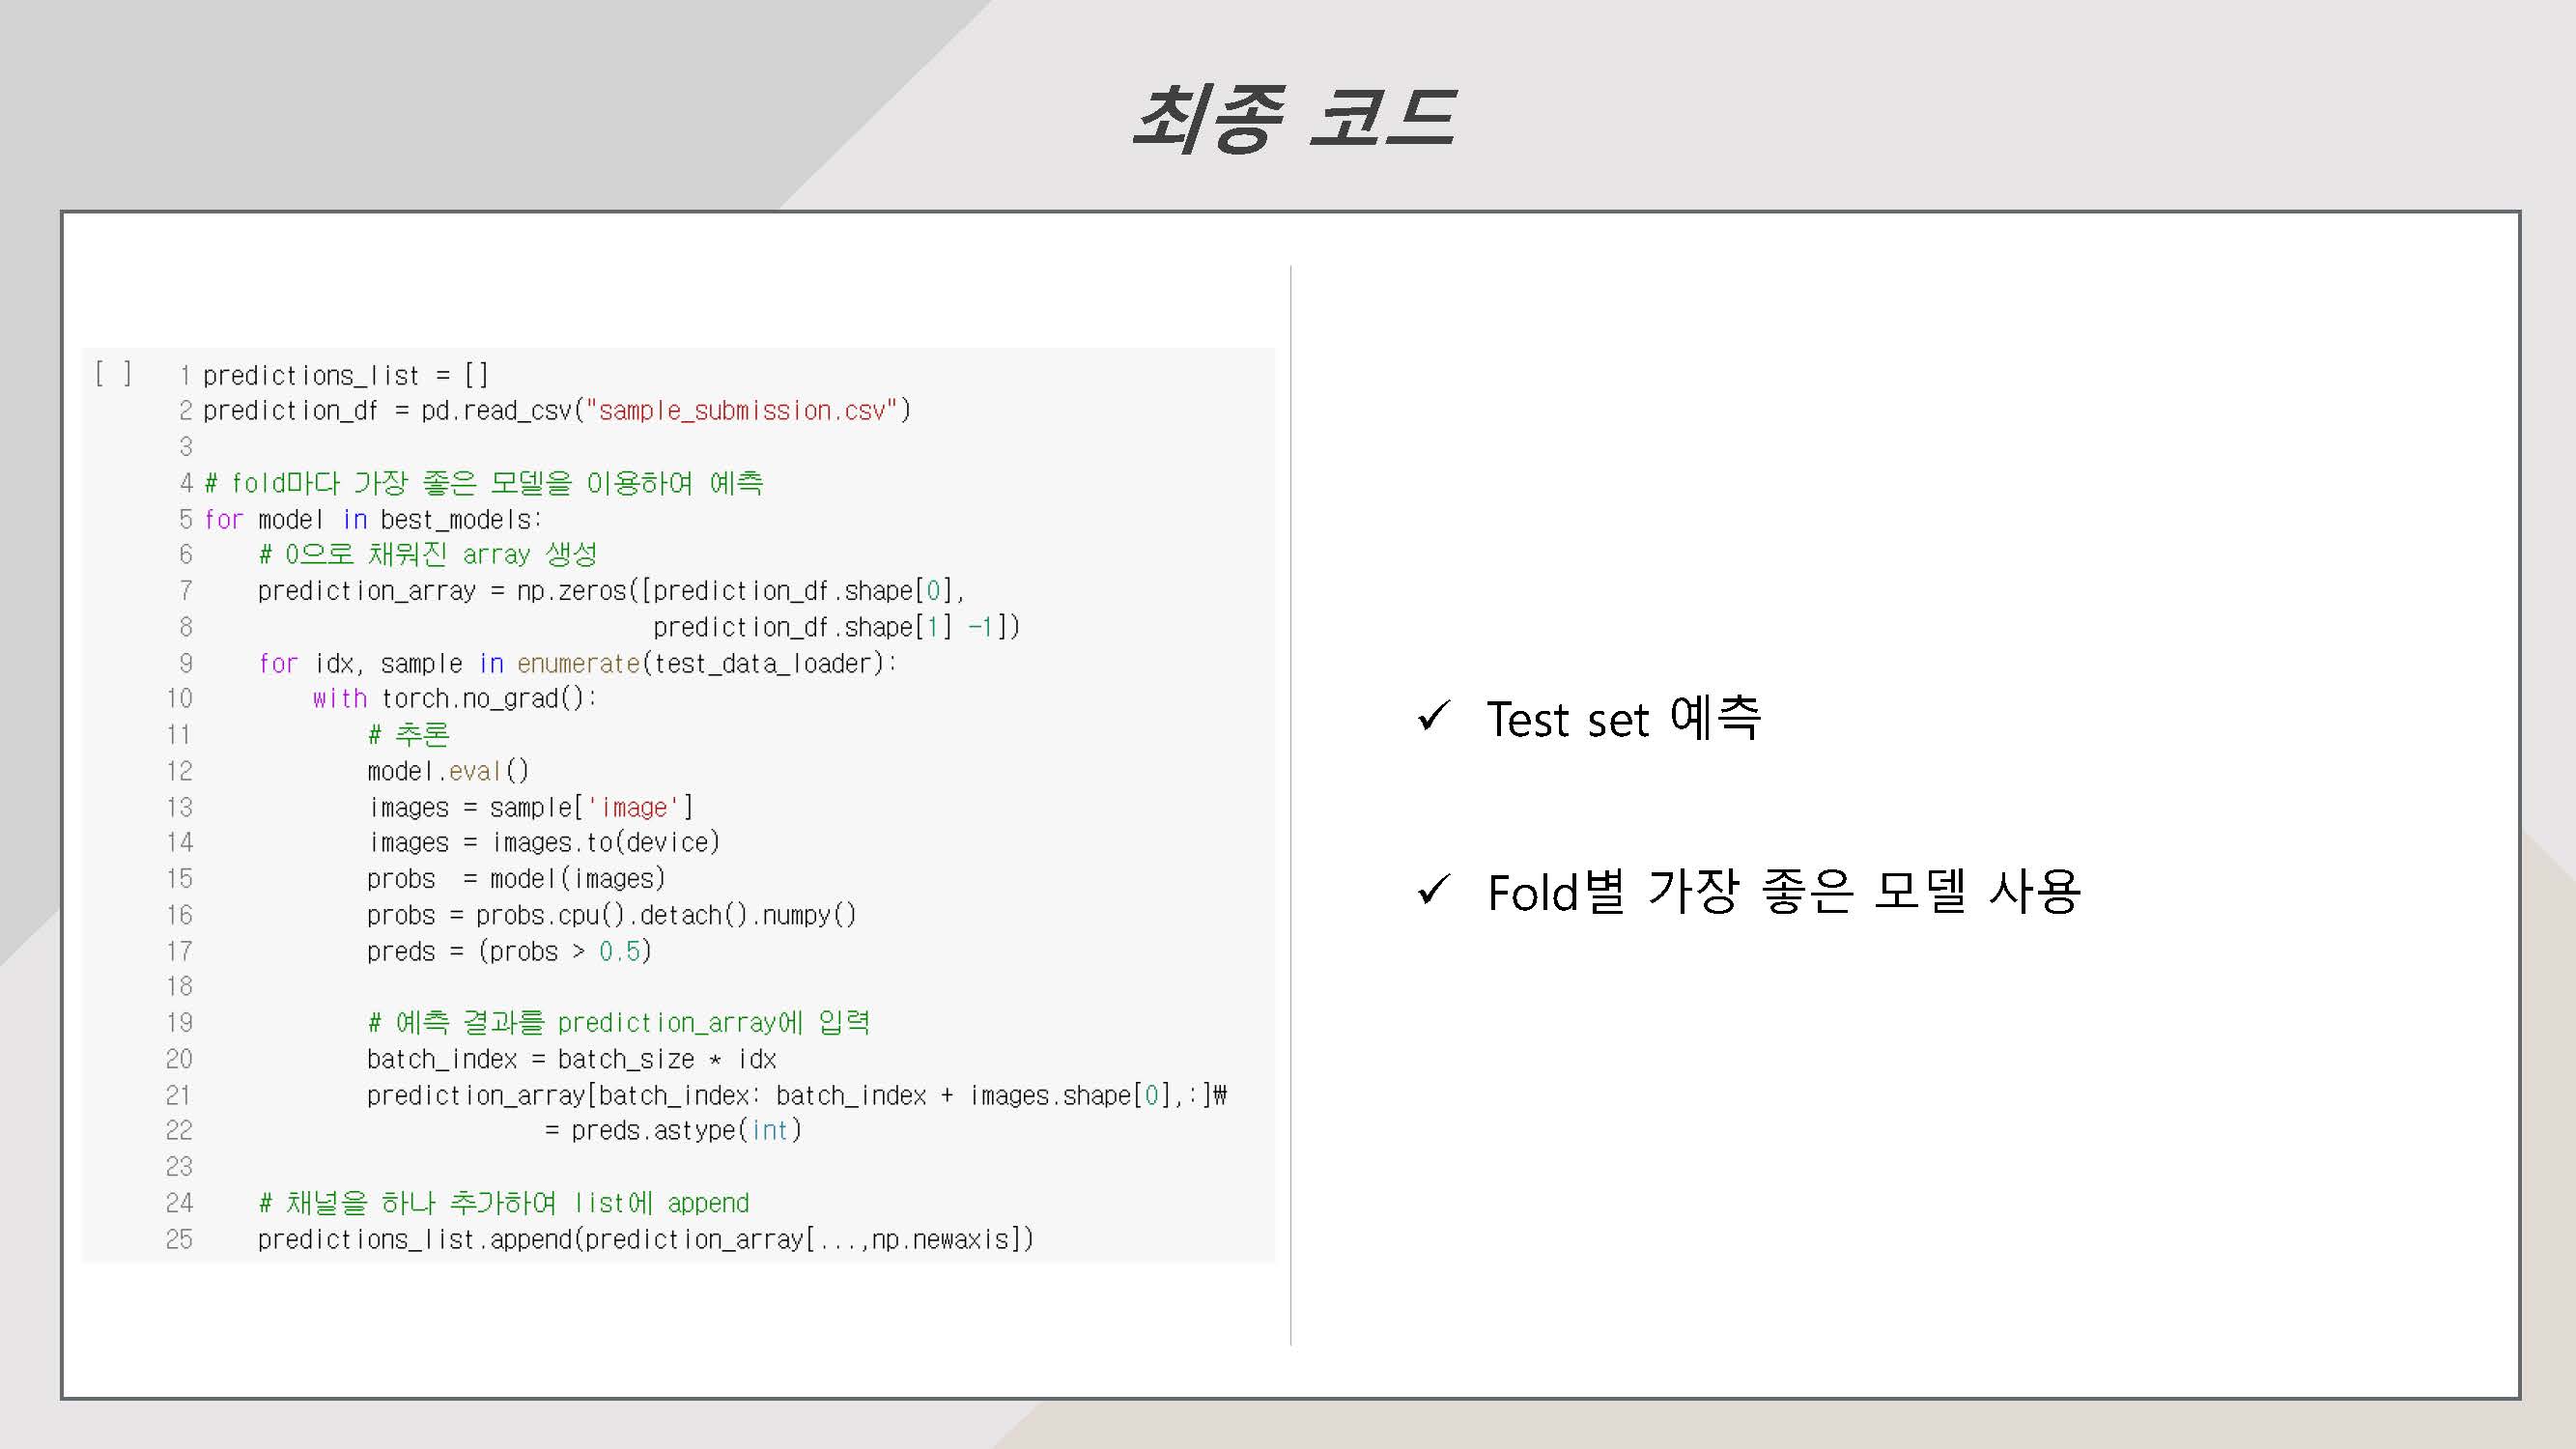 최종 코드
[ ] 1 predictions_list = []
2 prediction_df = pd.read_csv("sample_submission.csv")
3
4 # fold마다 가장 좋은 모델을 이용하여 예측
5 for model in best_models:
6     # 0으로 채워진 array 생성
7     prediction_array = np.zeros([prediction_df.shape[0],
8                                  prediction_df.shape[1] -1])
9     for idx, sample in enumerate(test_data_loader):
10         with torch.no_grad():
11             # 추론
12             model.eval()
13             images = sample['image']
14             images = images.to(device)
15             probs  = model(images)
16             probs = probs.cpu().detach().numpy()
17             preds = (probs > 0.5)
18
19             # 예측 결과를 prediction_array에 입력
20             batch_index = batch_size * idx
21             prediction_array[batch_index: batch_index + images.shape[0],:]₩
22                          = preds.astype(int)
23
24     # 채널을 하나 추가하여 list에 append
25     predictions_list.append(prediction_array[...,np.newaxis])
✓ Test set 예측
✓ Fold별 가장 좋은 모델 사용